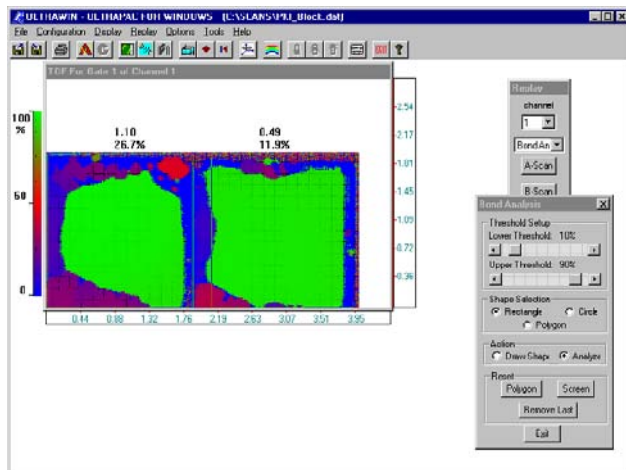 ULTRAWIN - ULTRAPAC FOR WINDOWS
File Configuration Display Replay Options Tools Help
TOF For Gate 1 of Channel 1
100
%
50
0
1.10
26.7%
0.49
11.9%
2.54
2.17
1.81
1.45
1.09
0.72
0.36
0.44 0.88 1.32 1.76 2.19 2.63 3.07 3.51 3.95
Replay
channel
1
BondAn
A-Scan
B-Scan
Bond Analysis
Threshold Setup
Lower Threshold: 10%
Upper Threshold: 90%
Shape Selection
Rectangle Circle
Polygon
Action
Draw Shape Analyze
Reset
Polygon Screen
Remove Last
Exit